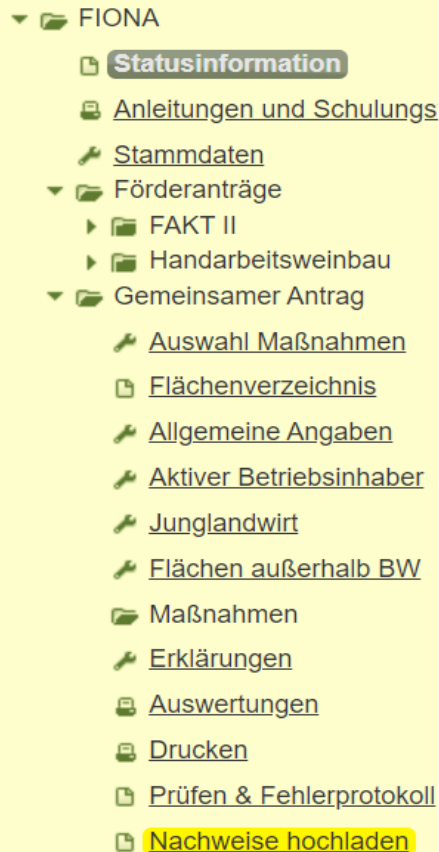 FIONA
Statusinformation
Anleitungen und Schulungs
Stammdaten
Förderanträge
FAKT II
Handarbeitsweinbau
Gemeinsamer Antrag
Auswahl Maßnahmen
Flächenverzeichnis
Allgemeine Angaben
Aktiver Betriebsinhaber
Junglandwirt
Flächen außerhalb BW
Maßnahmen
Erklärungen
Auswertungen
Drucken
Prüfen & Fehlerprotokoll
Nachweise hochladen